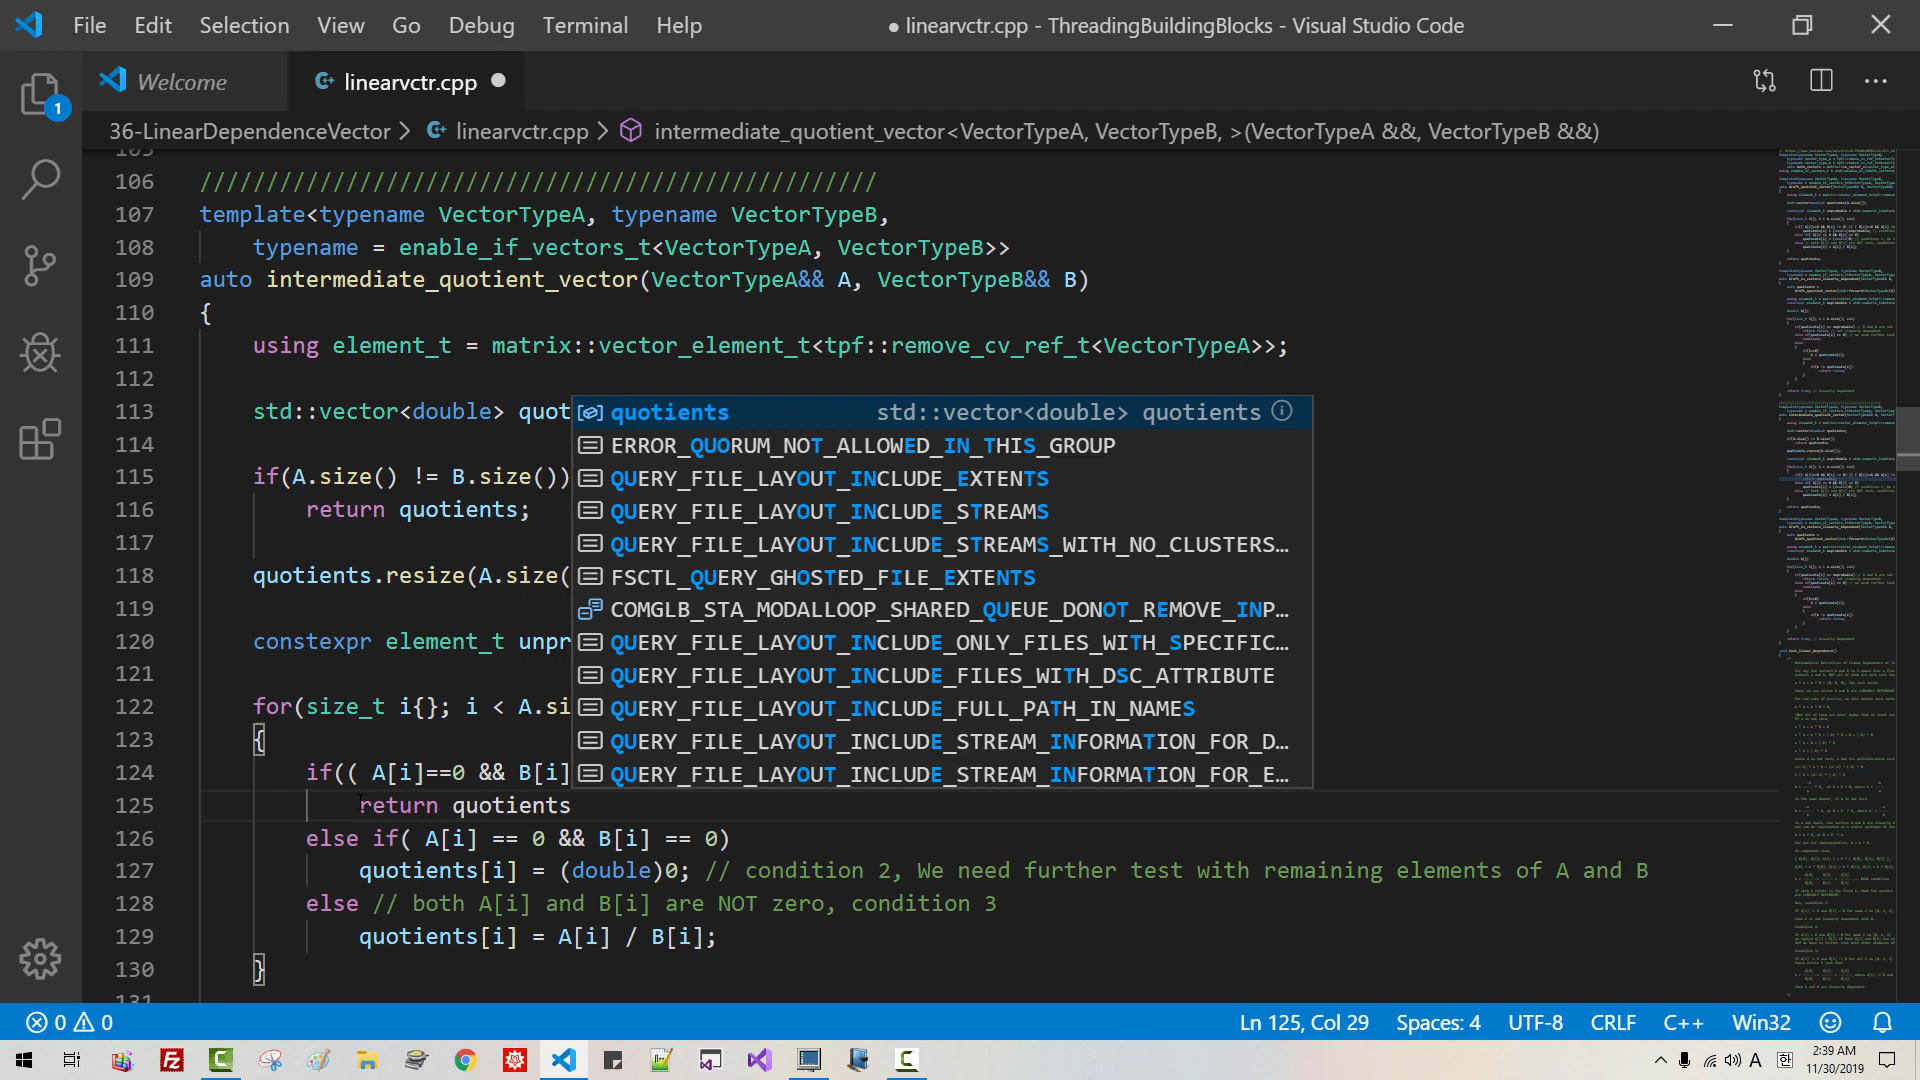 File Edit Selection View Go Debug Terminal Help ● linearvctr.cpp - ThreadingBuildingBlocks - Visual Studio Code
Welcome linearvctr.cpp
1
36-LinearDependenceVector > linearvctr.cpp > intermediate_quotient_vector<VectorTypeA, VectorTypeB, >(VectorTypeA &&, VectorTypeB &&)
105
106 ///////////////////////////////////////////////////
107 template<typename VectorTypeA, typename VectorTypeB,
108 typename = enable_if_vectors_t<VectorTypeA, VectorTypeB>>
109 auto intermediate_quotient_vector(VectorTypeA&& A, VectorTypeB&& B)
110 {
111 using element_t = matrix::vector_element_t<tpf::remove_cv_ref_t<VectorTypeA>>;
112
113 std::vector<double> quot
114
115 if(A.size() != B.size())
116 return quotients;
117
118 quotients.resize(A.size(
119
120 constexpr element_t unpr
121
122 for(size_t i{}; i < A.si
123 {
124 if(( A[i]==0 && B[i]
125 return quotients
126 else if( A[i] == 0 && B[i] == 0)
127 quotients[i] = (double)0; // condition 2, We need further test with remaining elements of A and B
128 else // both A[i] and B[i] are NOT zero, condition 3
129 quotients[i] = A[i] / B[i];
130 }
131
quotients std::vector<double> quotients
ERROR_QUORUM_NOT_ALLOWED_IN_THIS_GROUP
QUERY_FILE_LAYOUT_INCLUDE_EXTENTS
QUERY_FILE_LAYOUT_INCLUDE_STREAMS
QUERY_FILE_LAYOUT_INCLUDE_STREAMS_WITH_NO_CLUSTERS…
FSCTL_QUERY_GHOSTED_FILE_EXTENTS
COMGLB_STA_MODALLOOP_SHARED_QUEUE_DONOT_REMOVE_INP…
QUERY_FILE_LAYOUT_INCLUDE_ONLY_FILES_WITH_SPECIFIC…
QUERY_FILE_LAYOUT_INCLUDE_FILES_WITH_DSC_ATTRIBUTE
QUERY_FILE_LAYOUT_INCLUDE_FULL_PATH_IN_NAMES
QUERY_FILE_LAYOUT_INCLUDE_STREAM_INFORMATION_FOR_D…
QUERY_FILE_LAYOUT_INCLUDE_STREAM_INFORMATION_FOR_E…
0 0 Ln 125, Col 29 Spaces: 4 UTF-8 CRLF C++ Win32
A 한 2:39 AM
11/30/2019